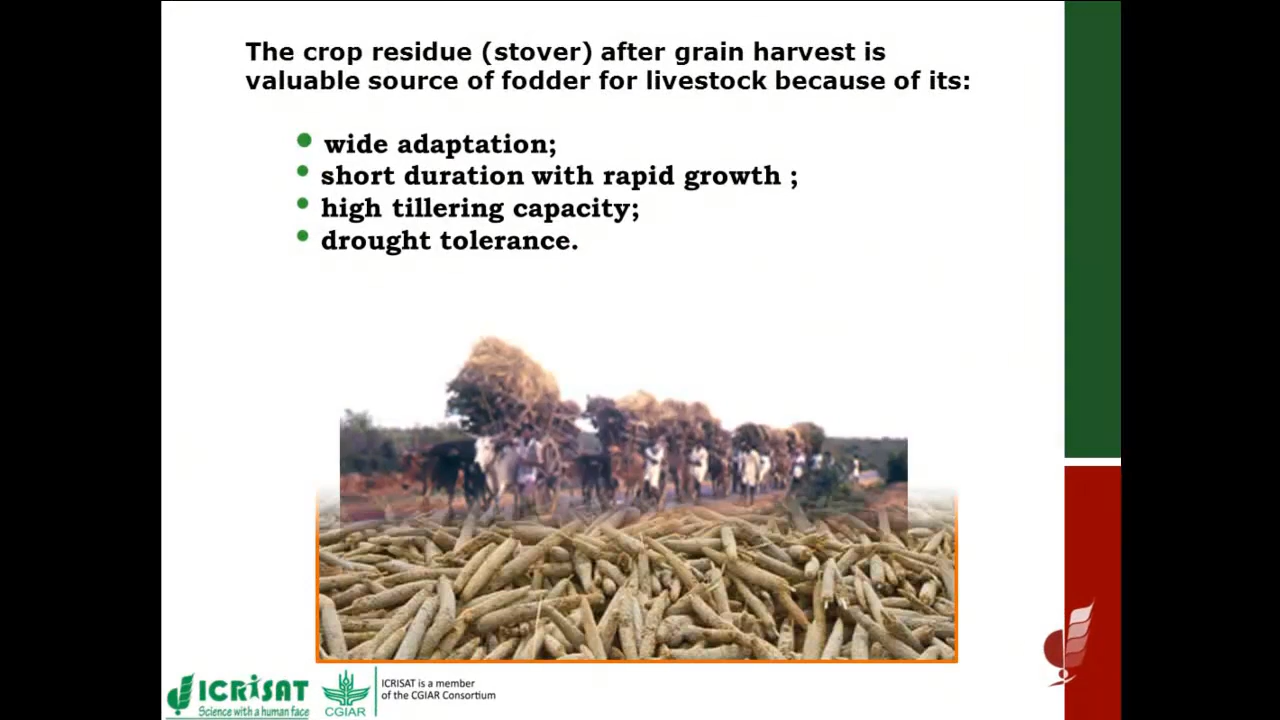 The crop residue (stover) after grain harvest is
valuable source of fodder for livestock because of its:
wide adaptation;
short duration with rapid growth ;
high tillering capacity;
drought tolerance.
ICRISAT
Science with a human face
CGIAR
ICRISAT is a member
of the CGIAR Consortium